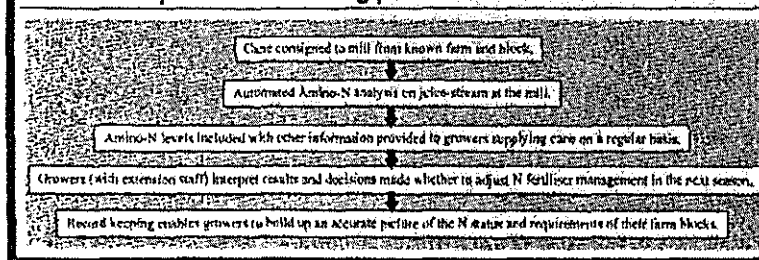 Cane consigned to mill from known farm and block.
Automated Amino-N analysis on juice-stream at the mill.
Amino-N levels included with other information provided to growers supplying cane on a regular basis.
Growers (with extension staff) interpret results and decisions made whether to adjust N fertiliser management in the next season.
Record keeping enables growers to build up an accurate picture of the N status and requirements of their farm blocks.